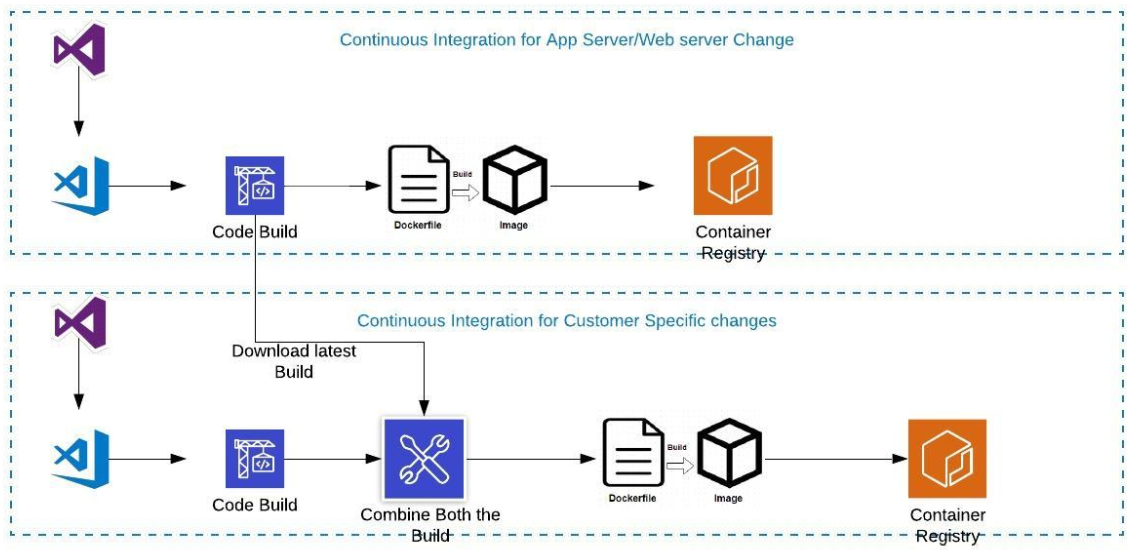 Continuous Integration for App Server/Web server Change
Build
Dockerfile
Image
Code Build
Container
Registry
Continuous Integration for Customer Specific changes
Download latest
Build
Build
Dockerfile
Image
Code Build
Combine Both the
Build
Container
Registry